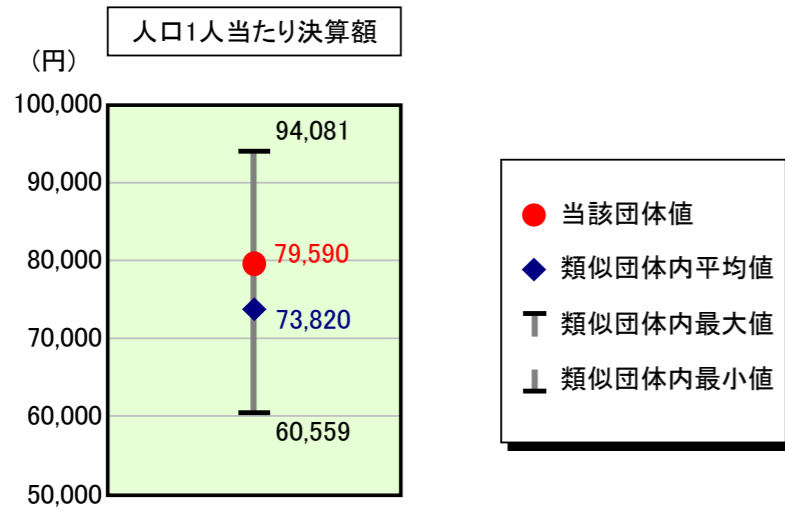 人口1人当たり決算額
(円)
100,000
94,081
90,000
80,000
79,590
73,820
70,000
60,000
60,559
50,000
当該団体値
類似団体内平均値
類似団体内最大値
類似団体内最小値